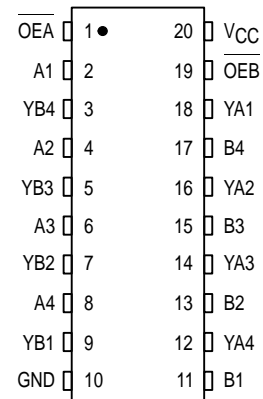 OEA 1 20 VCC
A1 2 19 OEB
YB4 3 18 YA1
A2 4 17 B4
YB3 5 16 YA2
A3 6 15 B3
YB2 7 14 YA3
A4 8 13 B2
YB1 9 12 YA4
GND 10 11 B1